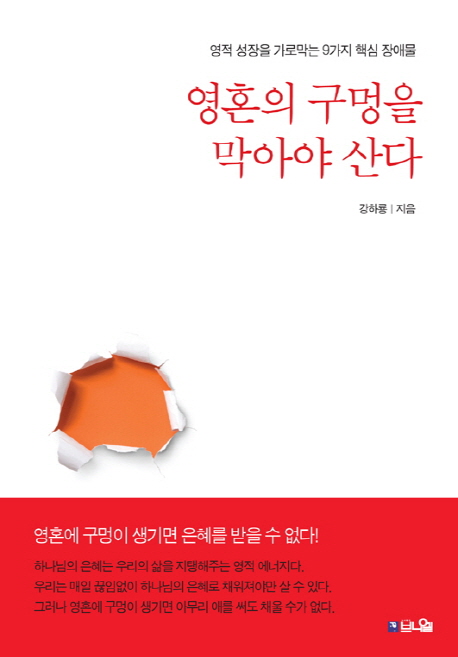 영적 성장을 가로막는 9가지 핵심 장애물
영혼의 구멍을
막아야 산다
강하룡 | 지음
영혼에 구멍이 생기면 은혜를 받을 수 없다!
하나님의 은혜는 우리의 삶을 지탱해주는 영적 에너지다.
우리는 매일 끊임없이 하나님의 은혜로 채워져야만 살 수 있다.
그러나 영혼에 구멍이 생기면 아무리 애를 써도 채울 수가 없다.
브니엘